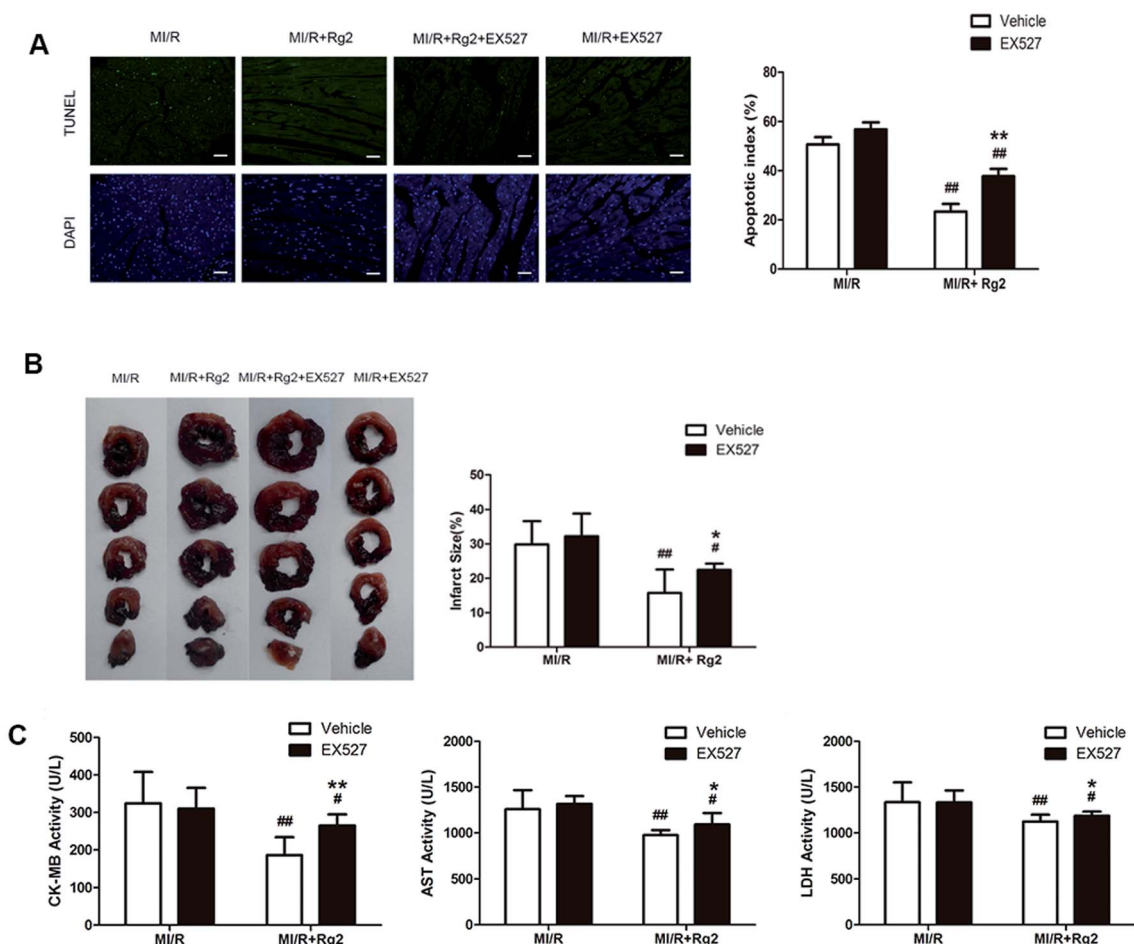 A
MI/R MI/R+Rg2 MI/R+Rg2+EX527 MI/R+EX527
TUNEL
DAPI
Vehicle
EX527
Apoptotic index (%)
80
60
40
20
0
**
##
##
MI/R MI/R+ Rg2
B
MI/R MI/R+Rg2 MI/R+Rg2+EX527 MI/R+EX527
Vehicle
EX527
Infarct Size(%)
50
40
30
20
10
0
*
##
#
MI/R MI/R+ Rg2
C
Vehicle
EX527
CK-MB Activity (U/L)
500
400
300
200
100
0
**
##
#
MI/R MI/R+Rg2
Vehicle
EX527
AST Activity (U/L)
2000
1500
1000
500
0
*
##
#
MI/R MI/R+Rg2
Vehicle
EX527
LDH Activity (U/L)
2000
1500
1000
500
0
*
##
#
MI/R MI/R+Rg2